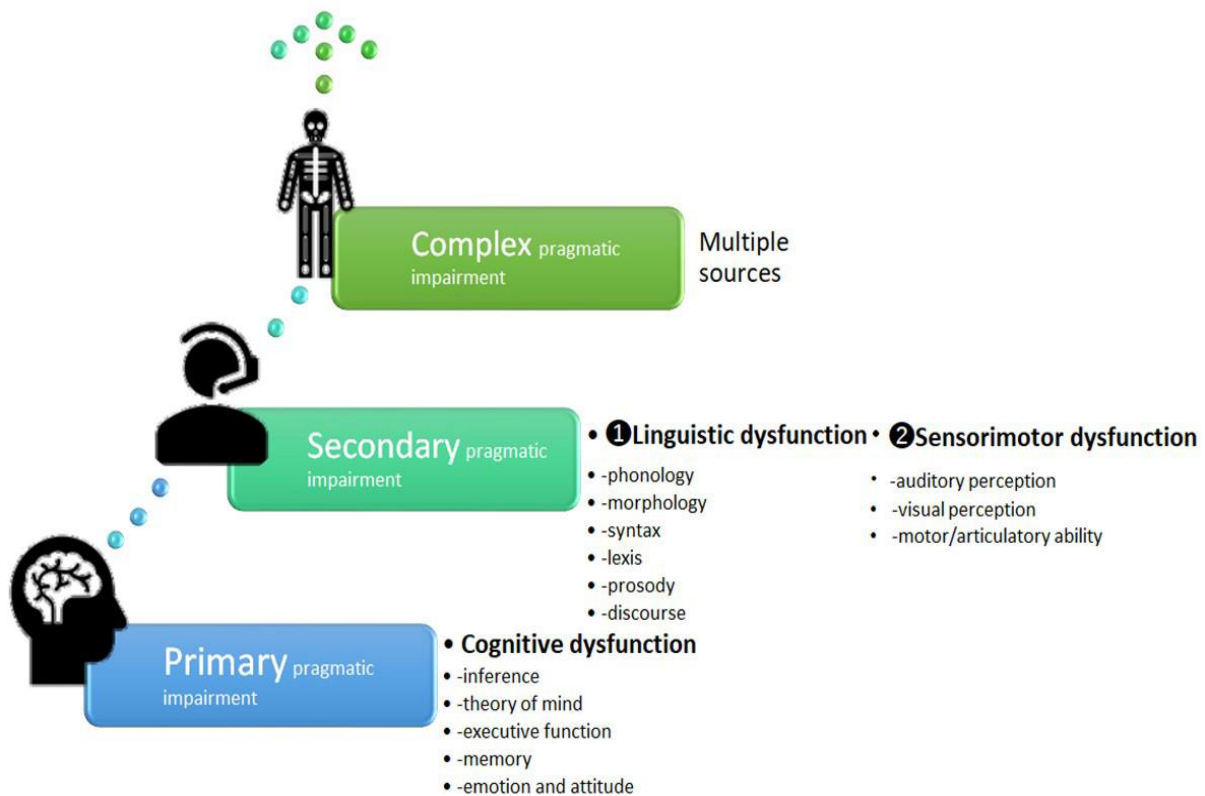 Complex pragmatic
impairment
Multiple
sources
Secondary pragmatic
impairment
• ❶Linguistic dysfunction
• -phonology
• -morphology
• -syntax
• -lexis
• -prosody
• -discourse
• ❷Sensorimotor dysfunction
• -auditory perception
• -visual perception
• -motor/articulatory ability
Primary pragmatic
impairment
• Cognitive dysfunction
• -inference
• -theory of mind
• -executive function
• -memory
• -emotion and attitude